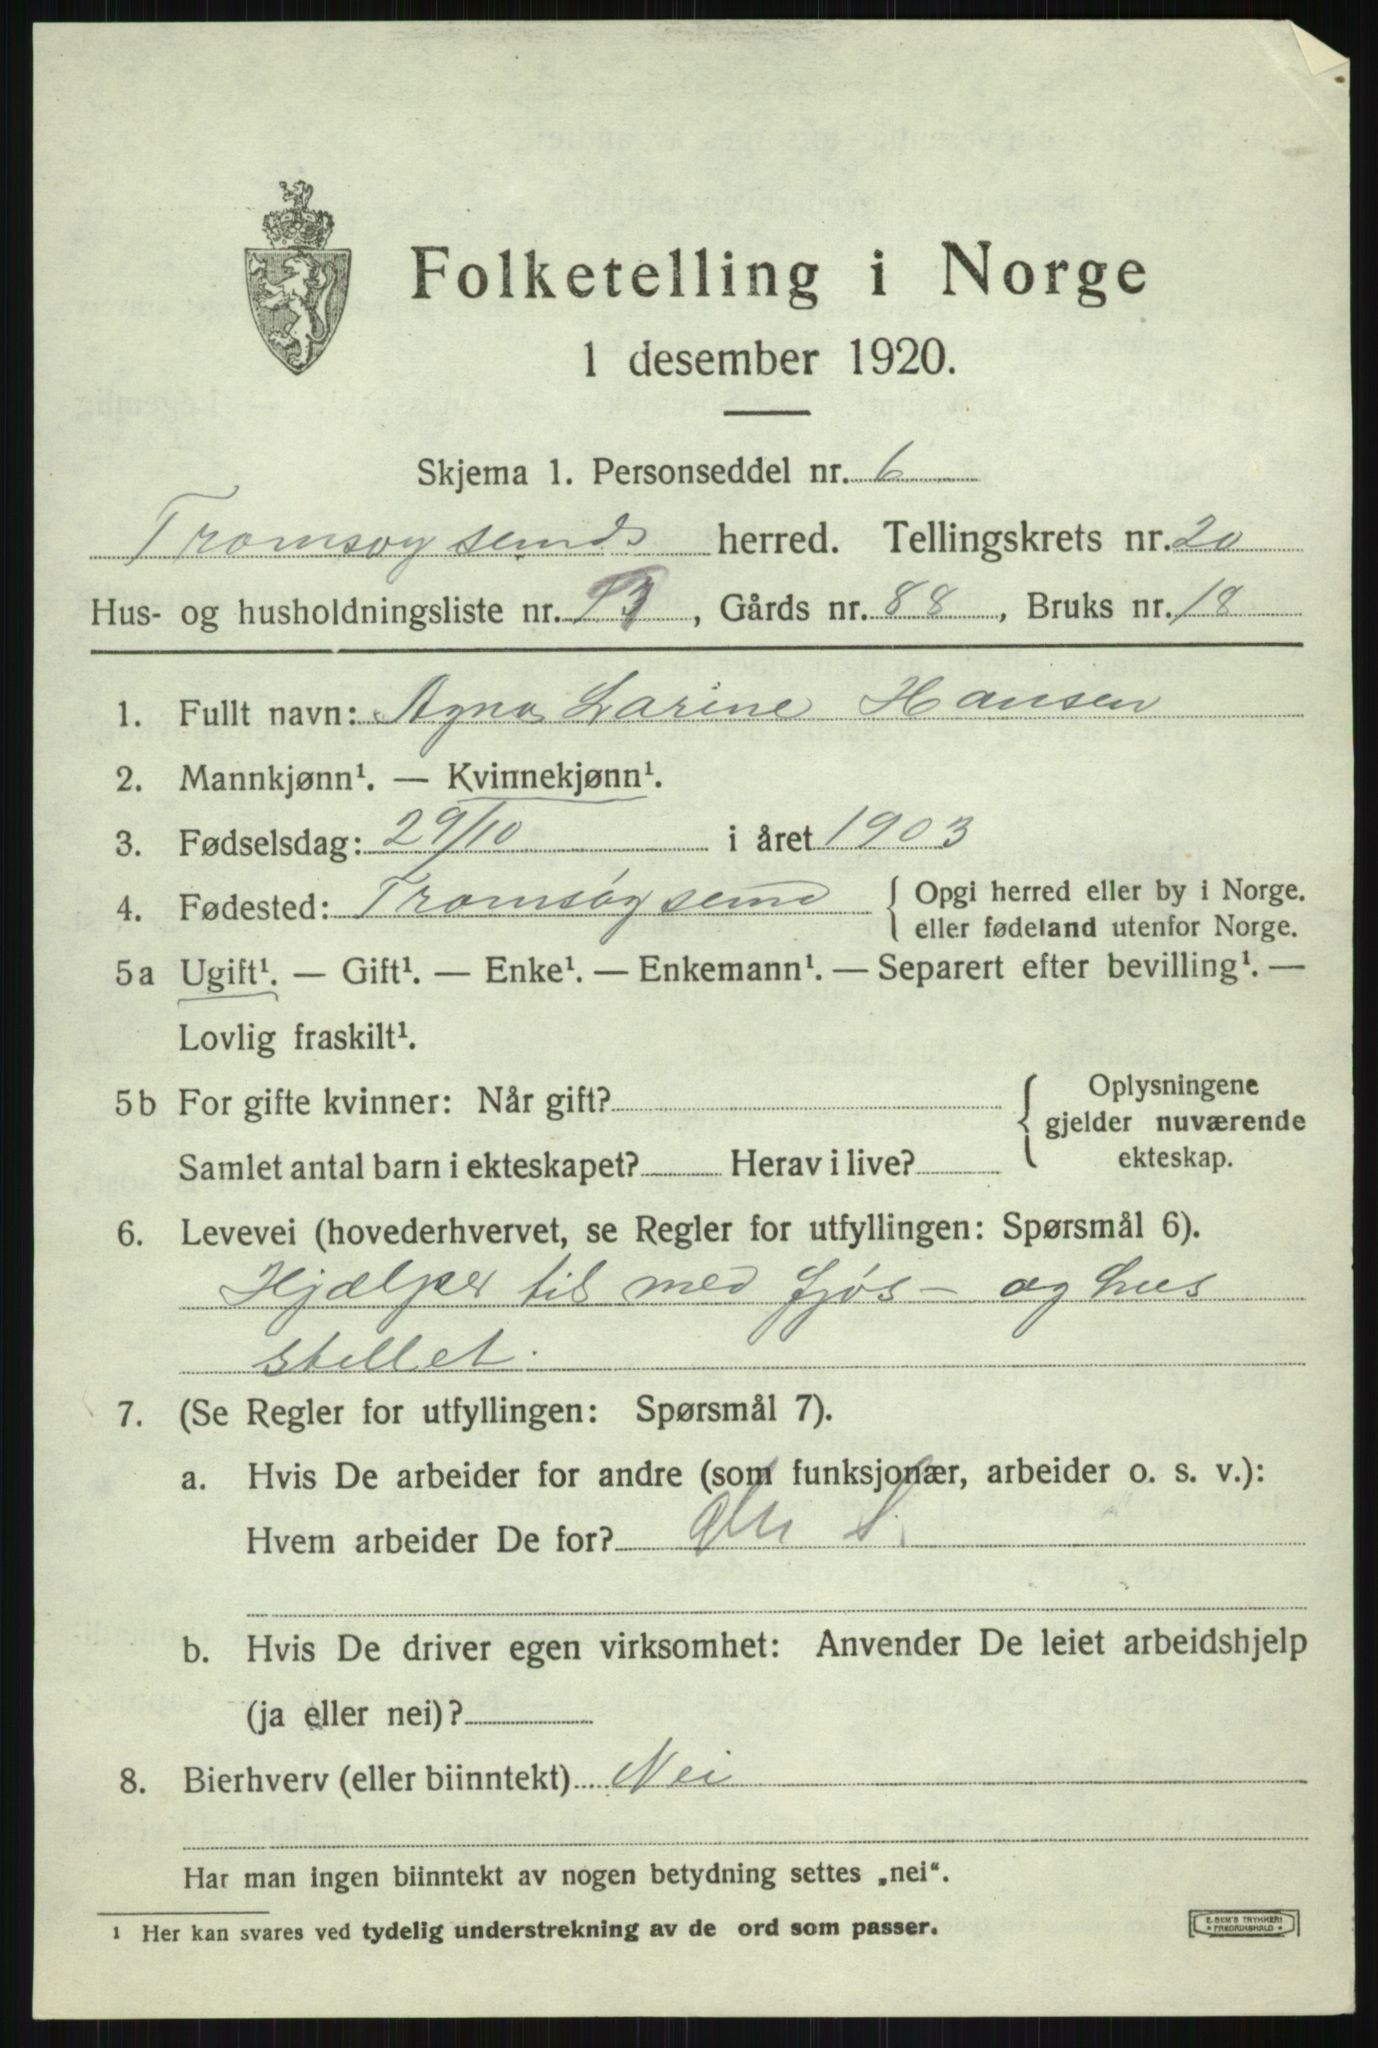 Folketelling i Norge
1 desember 1920.
Skjema 1. Personseddel nr. 6
Tromsøysunds herred. Tellingskrets nr. 20
Hus- og husholdningsliste nr. 13, Gårds nr. 88, Bruks nr. 18
1. Fullt navn: Agna Larine Hansen
2. Mannkjønn¹. — Kvinnekjønn¹.
3. Fødselsdag: 29/10 i året 1903
4. Fødested: Tromsøysund { Opgi herred eller by i Norge.
eller fødeland utenfor Norge.
5a Ugift¹. — Gift¹. — Enke¹. — Enkemann¹. — Separert efter bevilling¹. —
Lovlig fraskilt¹.
5b For gifte kvinner: Når gift? { Oplysningene
gjelder nuværende
Samlet antal barn i ekteskapet? Herav i live? ekteskap.
6. Levevei (hovederhvervet, se Regler for utfyllingen: Spørsmål 6).
Hjælper til med fjøs- og hus
stellet.
7. (Se Regler for utfyllingen: Spørsmål 7).
a. Hvis De arbeider for andre (som funksjonær, arbeider o. s. v.):
Hvem arbeider De for?
b. Hvis De driver egen virksomhet: Anvender De leiet arbeidshjelp
(ja eller nei)?
8. Bierhverv (eller biinntekt) Nei
Har man ingen biinntekt av nogen betydning settes „nei“.
1 Her kan svares ved tydelig understrekning av de ord som passer.
E. SEM'S TRYKKERI
FREDRIKSHALD